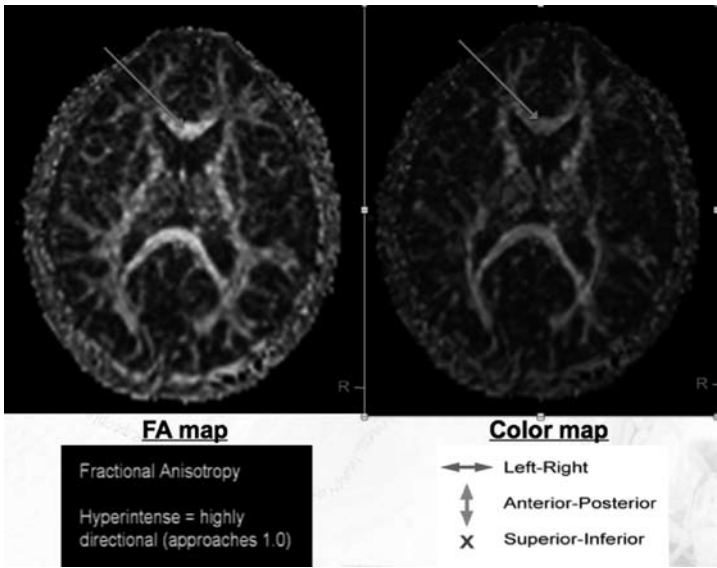 R
R
FA map
Color map
Fractional Anisotropy
Hyperintense = highly
directional (approaches 1.0)
Left-Right
Anterior-Posterior
X Superior-Inferior